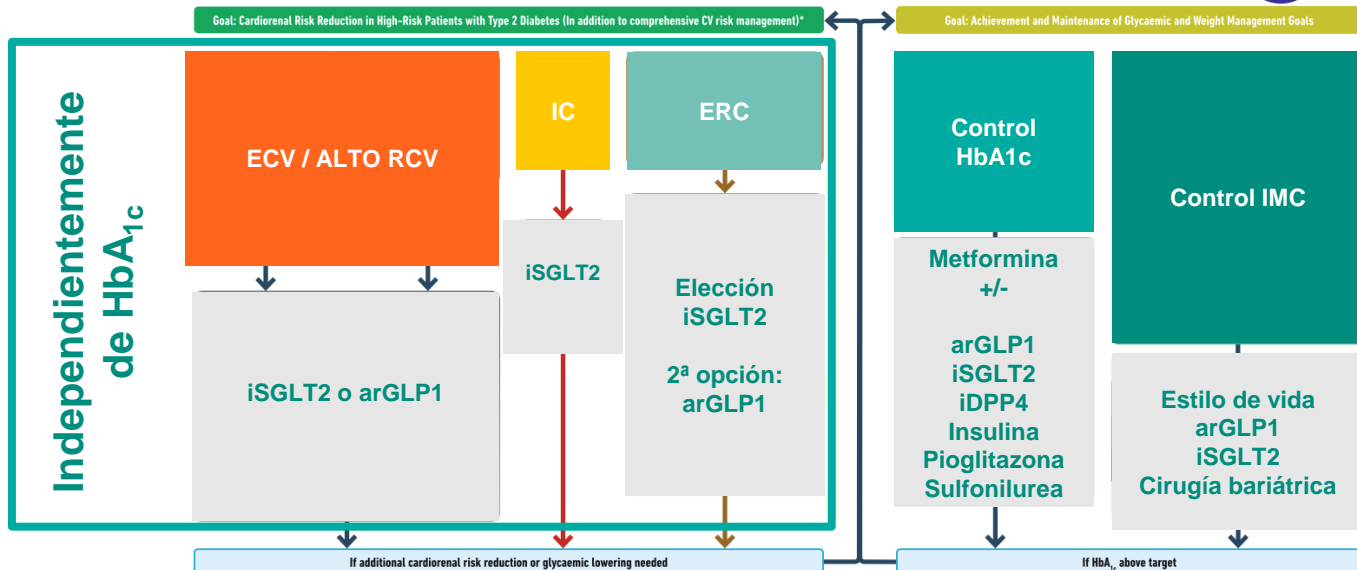 Goal: Cardiorenal Risk Reduction in High-Risk Patients with Type 2 Diabetes (In addition to comprehensive CV risk management)*
Goal: Achievement and Maintenance of Glycaemic and Weight Management Goals
Independientemente
de HbA1c
ECV / ALTO RCV
iSGLT2 o arGLP1
IC
iSGLT2
ERC
Elección
iSGLT2
2ª opción:
arGLP1
Control
HbA1c
Metformina
+/-
arGLP1
iSGLT2
iDPP4
Insulina
Pioglitazona
Sulfonilurea
Control IMC
Estilo de vida
arGLP1
iSGLT2
Cirugía bariátrica
If additional cardiorenal risk reduction or glycaemic lowering needed
If HbA1c above target